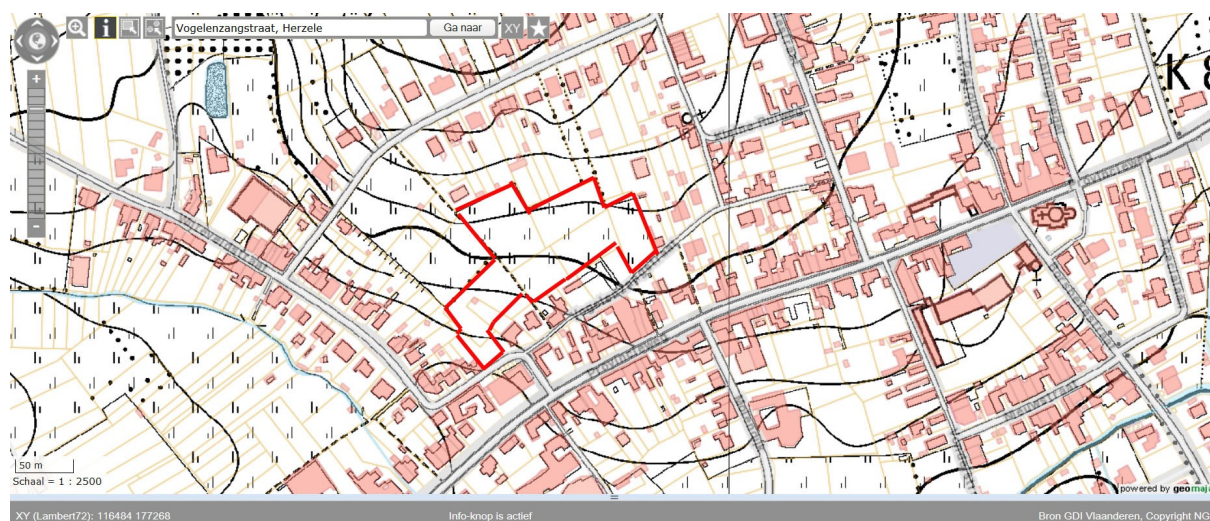 Vogelenzangstraat, Herzele
Ga naar
XY
i
+
-
K 8
50 m
Schaal = 1 : 2500
powered by geomaj
XY (Lambert72): 116484 177268
Info-knop is actief
Bron GDI Vlaanderen, Copyright NG